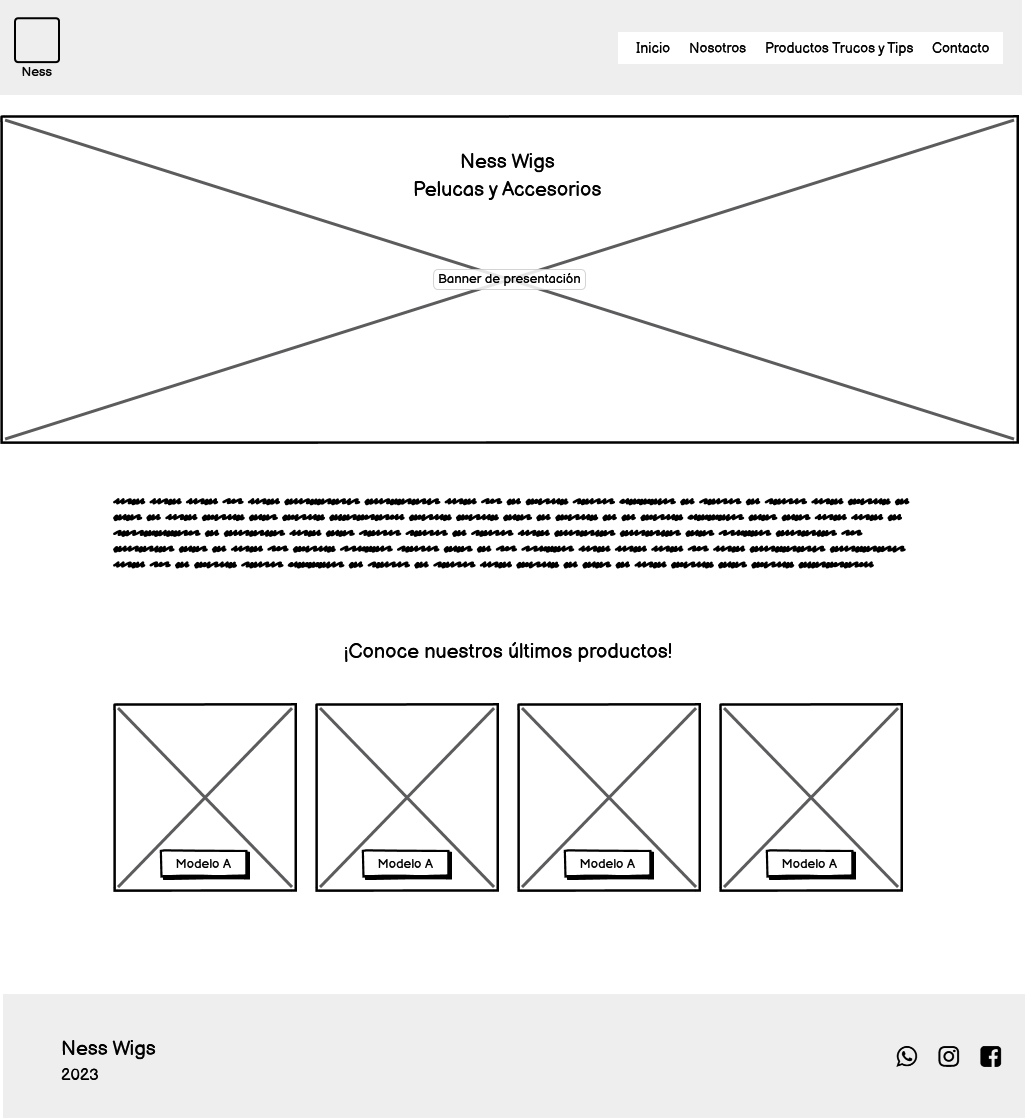 Ness
Inicio Nosotros Productos Trucos y Tips Contacto
Ness Wigs
Pelucas y Accesorios
Banner de presentación
¡Conoce nuestros últimos productos!
Modelo A Modelo A Modelo A Modelo A
Ness Wigs
2023